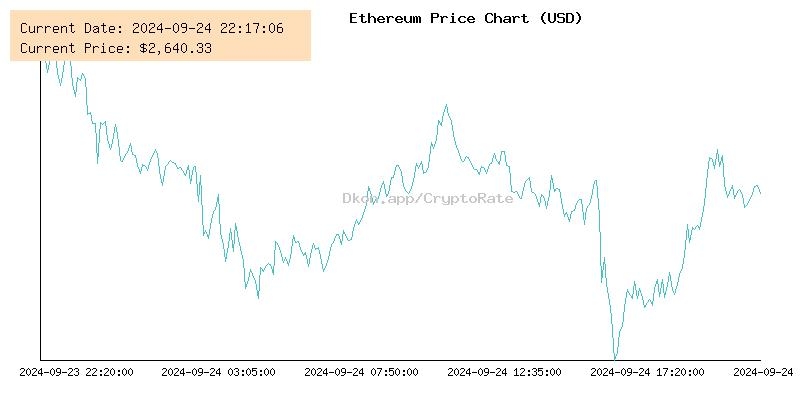 Ethereum Price Chart (USD)
Current Date: 2024-09-24 22:17:06
Current Price: $2,640.33
Dkon.app/CryptoRate
2024-09-23 22:20:00 2024-09-24 03:05:00 2024-09-24 07:50:00 2024-09-24 12:35:00 2024-09-24 17:20:00 2024-09-24